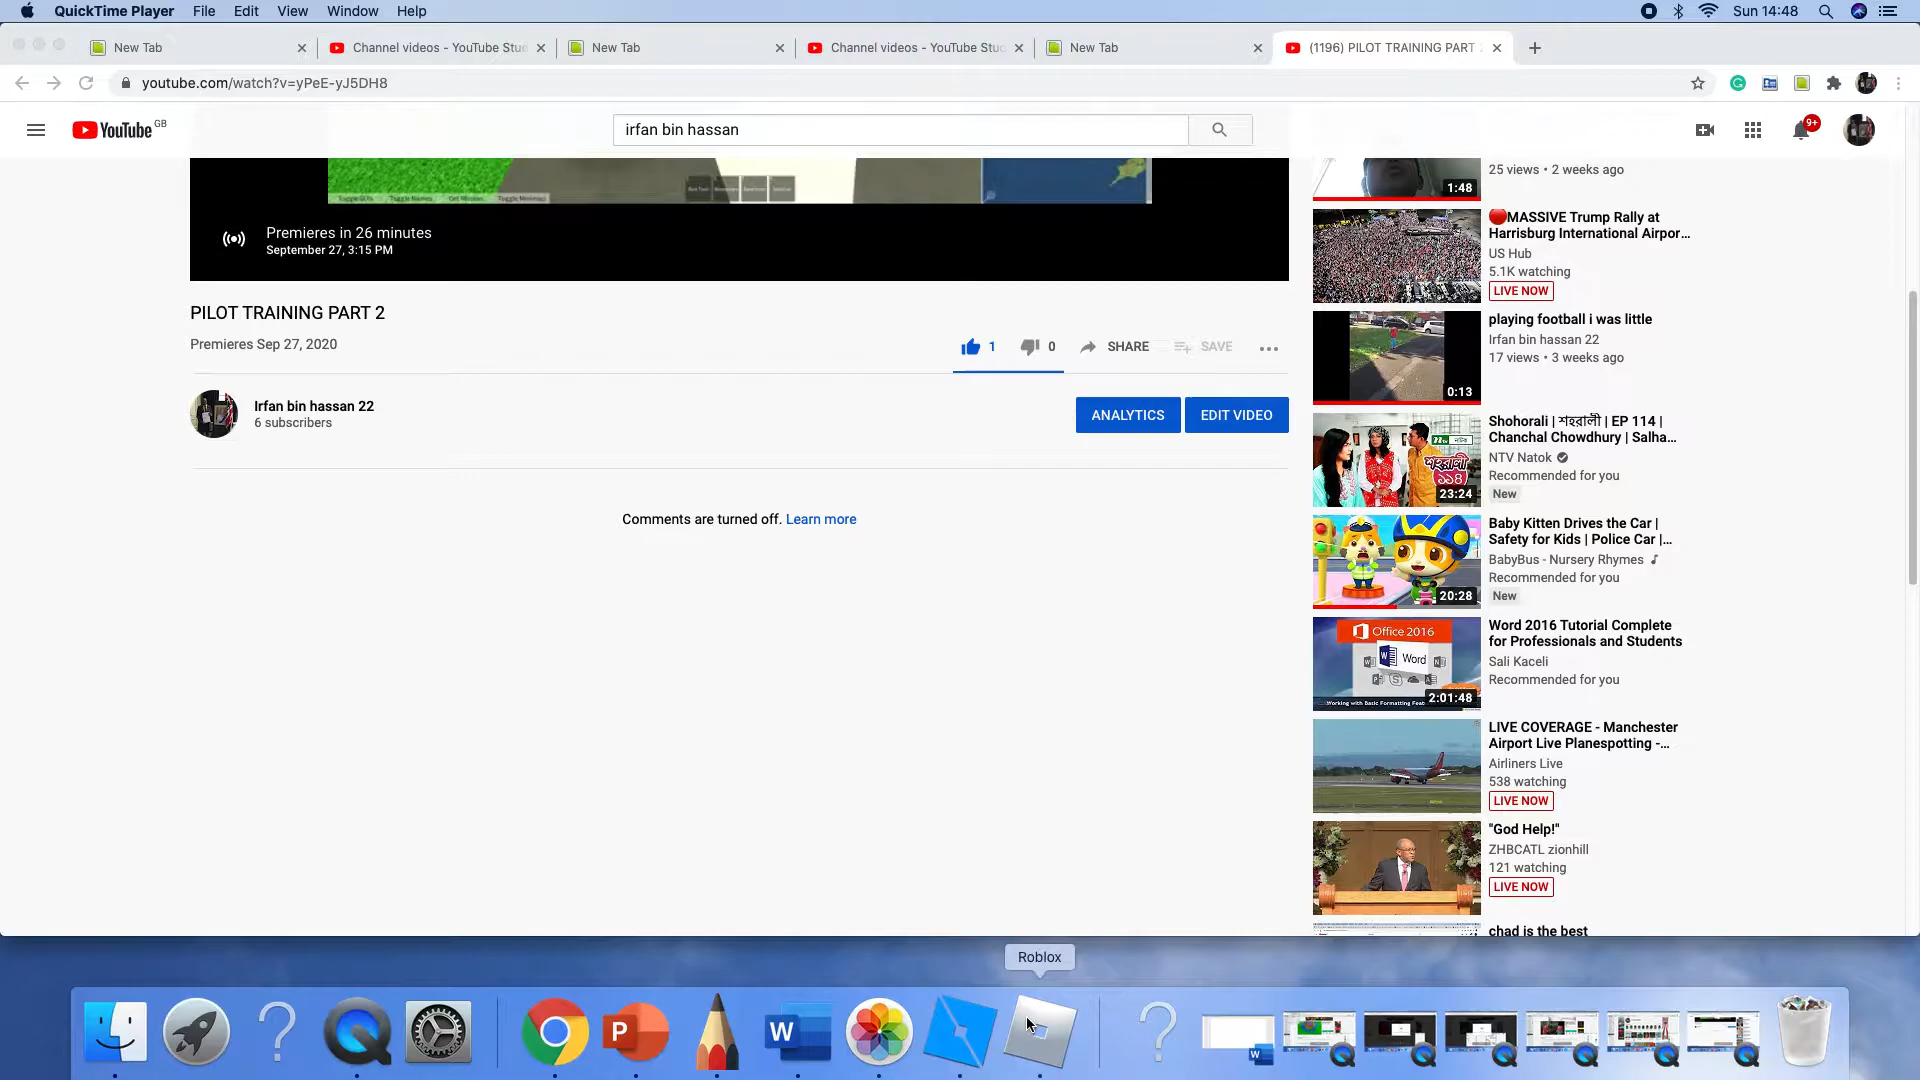 QuickTime Player File Edit View Window Help
Sun 14:48
New Tab
Channel videos - YouTube Stud
New Tab
Channel videos - YouTube Stud
New Tab
(1196) PILOT TRAINING PART
youtube.com/watch?v=yPeE-yJ5DH8
YouTube GB
irfan bin hassan
9+
Premieres in 26 minutes
September 27, 3:15 PM
PILOT TRAINING PART 2
Premieres Sep 27, 2020
1
0
SHARE
SAVE
Irfan bin hassan 22
6 subscribers
ANALYTICS
EDIT VIDEO
Comments are turned off. Learn more
1:48
25 views • 2 weeks ago
MASSIVE Trump Rally at
Harrisburg International Airpor...
US Hub
5.1K watching
LIVE NOW
0:13
playing football i was little
Irfan bin hassan 22
17 views • 3 weeks ago
শহরালী
১১৪
23:24
Shohorali | শহরালী | EP 114 |
Chanchal Chowdhury | Salha...
NTV Natok
Recommended for you
New
20:28
Baby Kitten Drives the Car |
Safety for Kids | Police Car |...
BabyBus - Nursery Rhymes
Recommended for you
New
Office 2016
Word
Working with Basic Formatting Feat
2:01:48
Word 2016 Tutorial Complete
for Professionals and Students
Sali Kaceli
Recommended for you
LIVE COVERAGE - Manchester
Airport Live Planespotting -...
Airliners Live
538 watching
LIVE NOW
"God Help!"
ZHBCATL zionhill
121 watching
LIVE NOW
chad is the best
Roblox